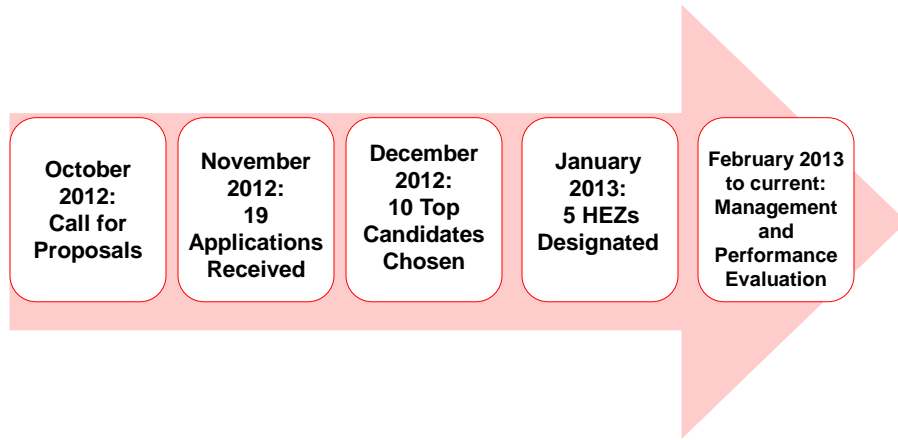 October
2012:
Call for
Proposals
November
2012:
19
Applications
Received
December
2012:
10 Top
Candidates
Chosen
January
2013:
5 HEZs
Designated
February 2013
to current:
Management
and
Performance
Evaluation